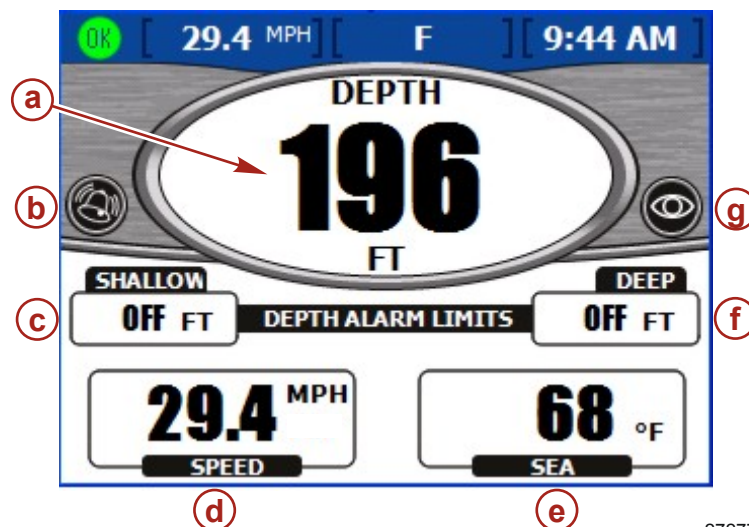 OK [ 29.4 MPH ] [ F ] [ 9:44 AM ]
DEPTH
a
196
b
g
FT
SHALLOW DEEP
c OFF FT DEPTH ALARM LIMITS OFF FT f
29.4 MPH 68 °F
SPEED SEA
d e